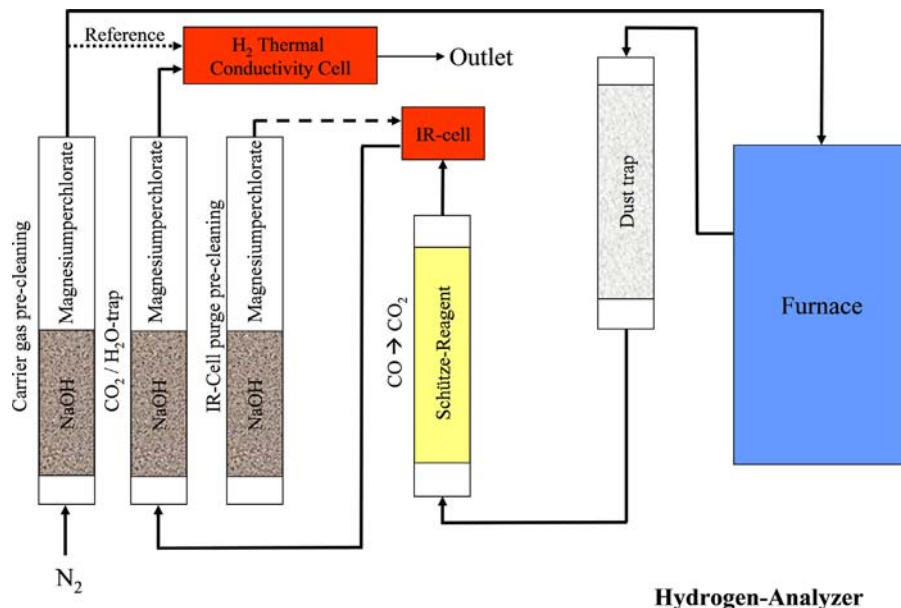 Reference
H₂ Thermal
Conductivity Cell
Outlet
IR-cell
Carrier gas pre-cleaning
Magnesiumperchlorate
NaOH
CO₂ / H₂O-trap
Magnesiumperchlorate
NaOH
IR-Cell purge pre-cleaning
Magnesiumperchlorate
NaOH
CO → CO₂
Schütze-Reagent
Dust trap
Furnace
N₂
Hydrogen-Analyzer